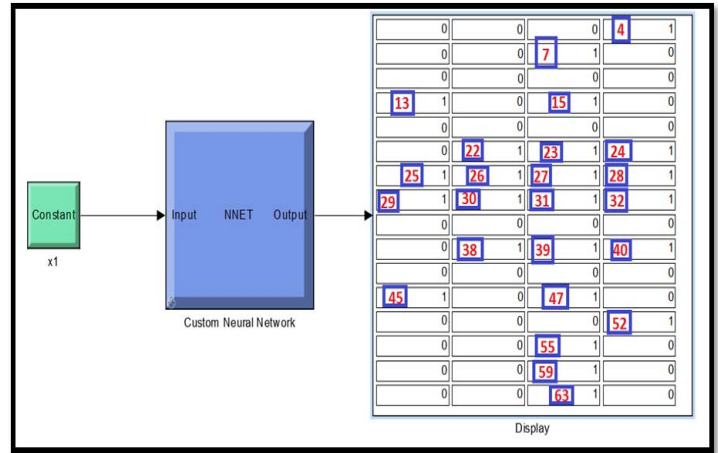 0 0 0 4 1
0 0 7 1 0
0 0 0 0
13 1 0 15 1 0
0 0 0 0
0 22 1 23 1 24 1
25 1 26 1 27 1 28 1
29 1 30 1 31 1 32 1
0 0 0 0
0 38 1 39 1 40 1
0 0 0 0
45 1 0 47 1 0
0 0 0 52 1
0 0 55 1 0
0 0 59 1 0
0 0 63 1 0
Display
Constant
x1
Input NNET Output
Custom Neural Network